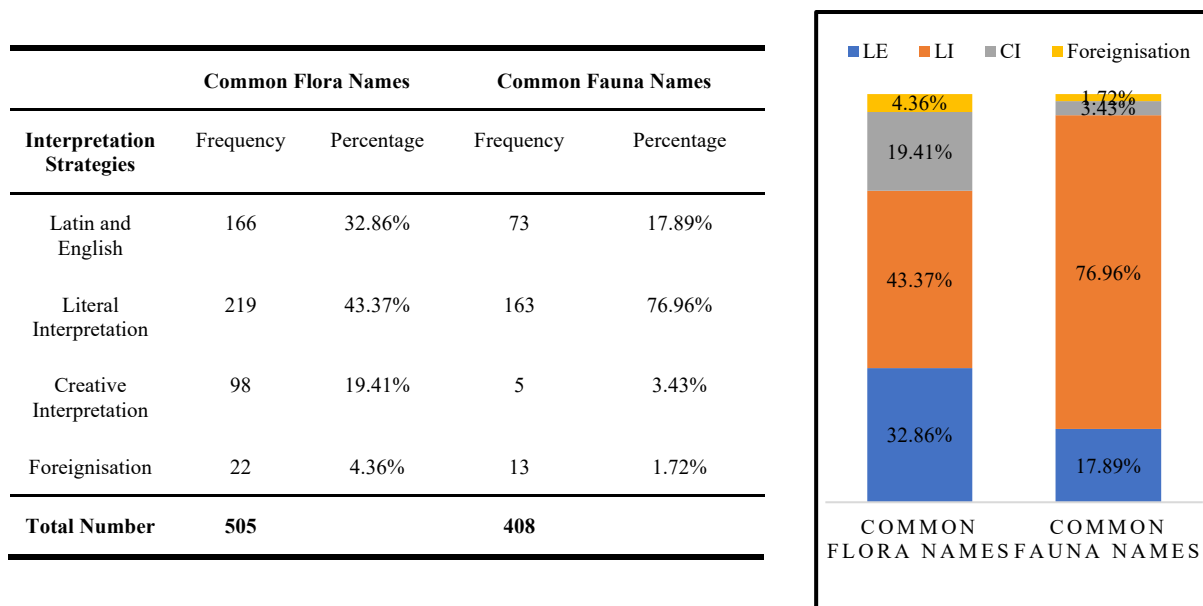 Common Flora Names Common Fauna Names
Interpretation Strategies Frequency Percentage Frequency Percentage
Latin and English 166 32.86% 73 17.89%
Literal Interpretation 219 43.37% 163 76.96%
Creative Interpretation 98 19.41% 5 3.43%
Foreignisation 22 4.36% 13 1.72%
Total Number 505 408
LE LI CI Foreignisation
4.36%
19.41%
43.37%
32.86%
1.72%
3.43%
76.96%
17.89%
COMMON FLORA NAMES
COMMON FAUNA NAMES